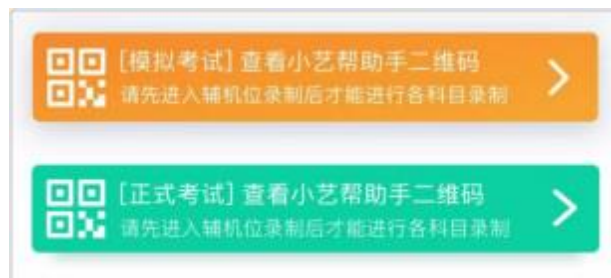 [模拟考试] 查看小艺帮助手二维码
请先进入辅机位录制后才能进行各科目录制
[正式考试] 查看小艺帮助手二维码
请先进入辅机位录制后才能进行各科目录制